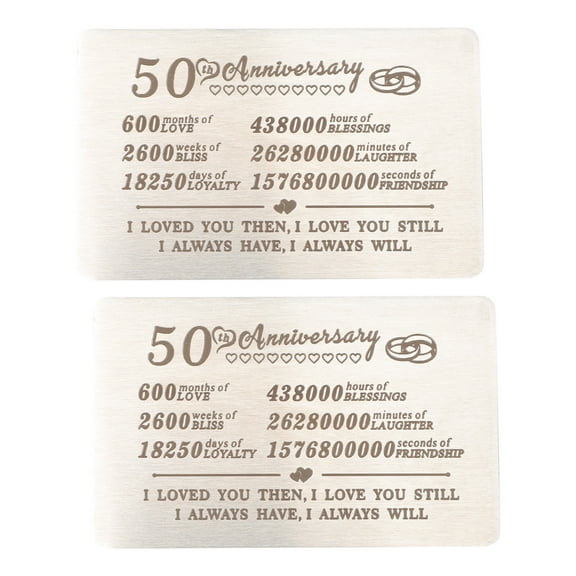 50th Anniversary
600 months of LOVE 438000 hours of BLESSINGS
2600 weeks of BLISS 26280000 minutes of LAUGHTER
18250 days of LOYALTY 1576800000 seconds of FRIENDSHIP
I LOVED YOU THEN, I LOVE YOU STILL
I ALWAYS HAVE, I ALWAYS WILL
50th Anniversary
600 months of LOVE 438000 hours of BLESSINGS
2600 weeks of BLISS 26280000 minutes of LAUGHTER
18250 days of LOYALTY 1576800000 seconds of FRIENDSHIP
I LOVED YOU THEN, I LOVE YOU STILL
I ALWAYS HAVE, I ALWAYS WILL